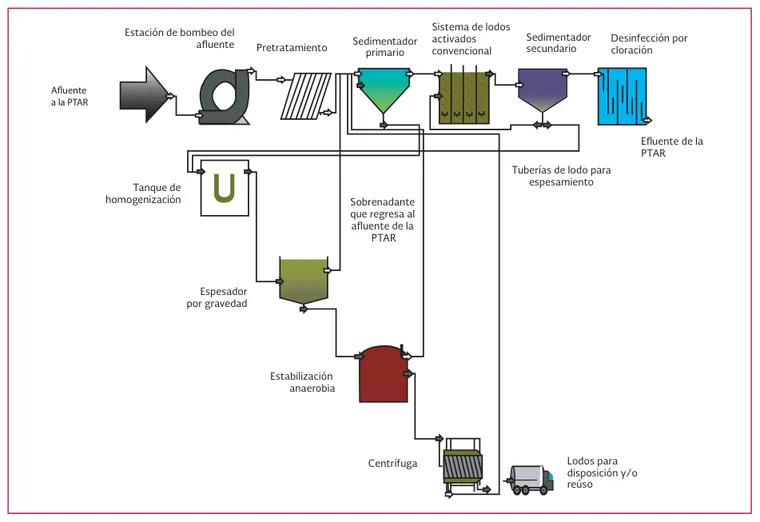 Estación de bombeo del
afluente
Pretratamiento
Sedimentador
primario
Sistema de lodos
activados
convencional
Sedimentador
secundario
Desinfección por
cloración
Afluente
a la PTAR
Efluente de la
PTAR
Tuberías de lodo para
espesamiento
Tanque de
homogenización
U
Sobrenadante
que regresa al
afluente de la
PTAR
Espesador
por gravedad
Estabilización
anaerobia
Centrífuga
Lodos para
disposición y/o
reúso